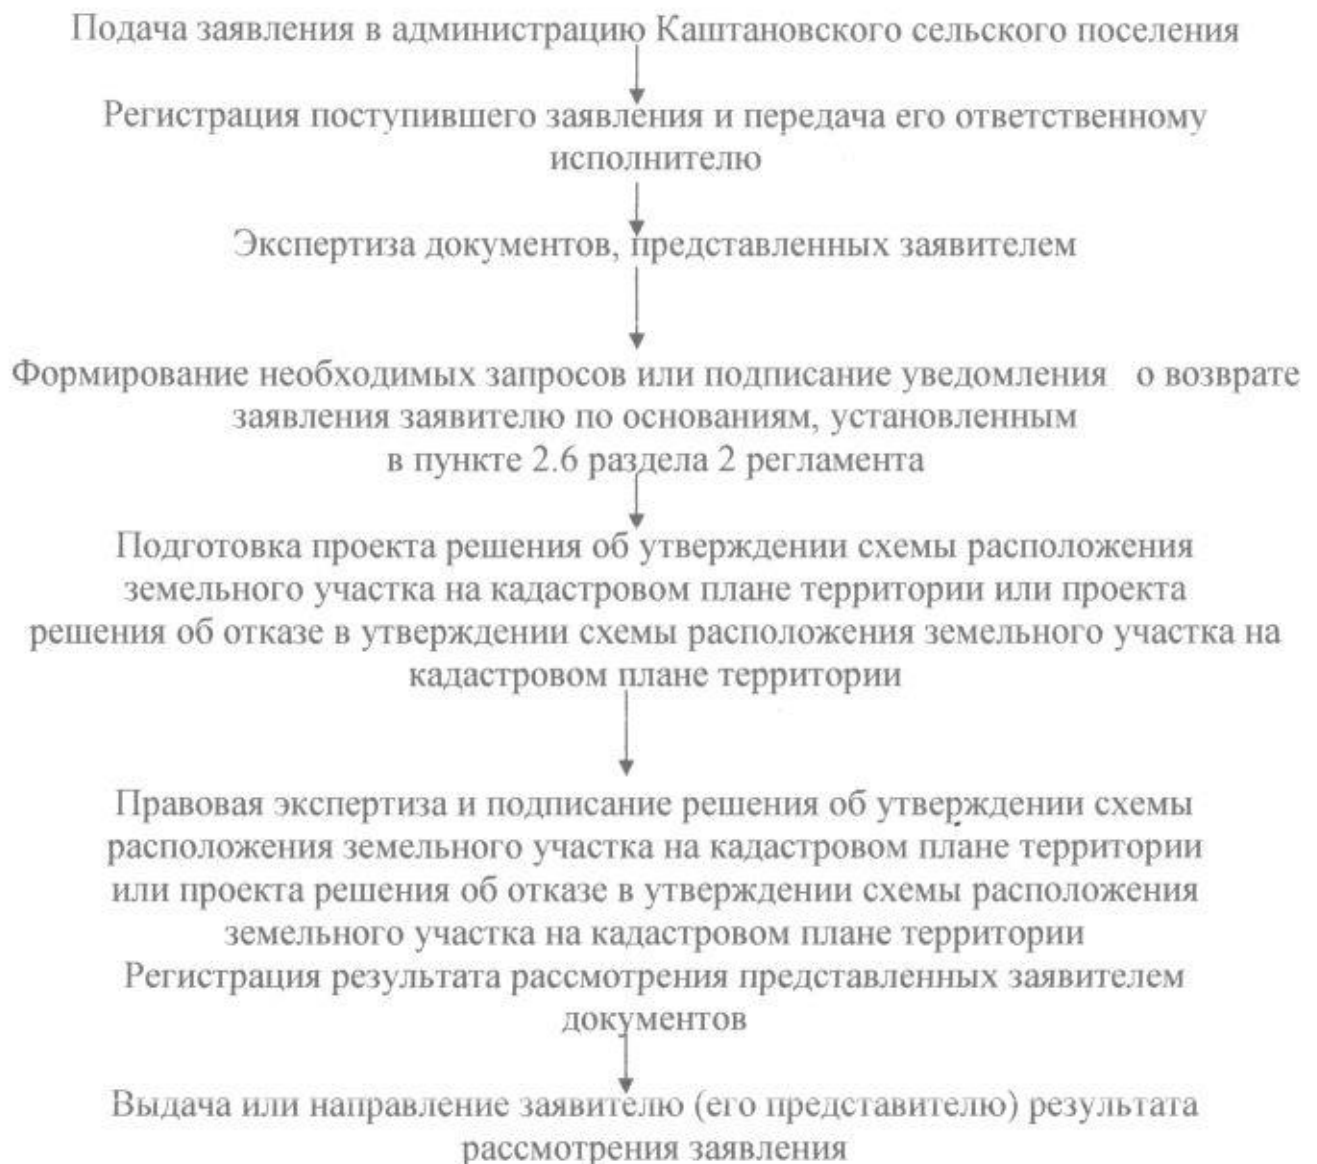 Подача заявления в администрацию Каштановского сельского поселения
Регистрация поступившего заявления и передача его ответственному
исполнителю
Экспертиза документов, представленных заявителем
Формирование необходимых запросов или подписание уведомления о возврате
заявления заявителю по основаниям, установленным
в пункте 2.6 раздела 2 регламента
Подготовка проекта решения об утверждении схемы расположения
земельного участка на кадастровом плане территории или проекта
решения об отказе в утверждении схемы расположения земельного участка на
кадастровом плане территории
Правовая экспертиза и подписание решения об утверждении схемы
расположения земельного участка на кадастровом плане территории
или проекта решения об отказе в утверждении схемы расположения
земельного участка на кадастровом плане территории
Регистрация результата рассмотрения представленных заявителем
документов
Выдача или направление заявителю (его представителю) результата
рассмотрения заявления